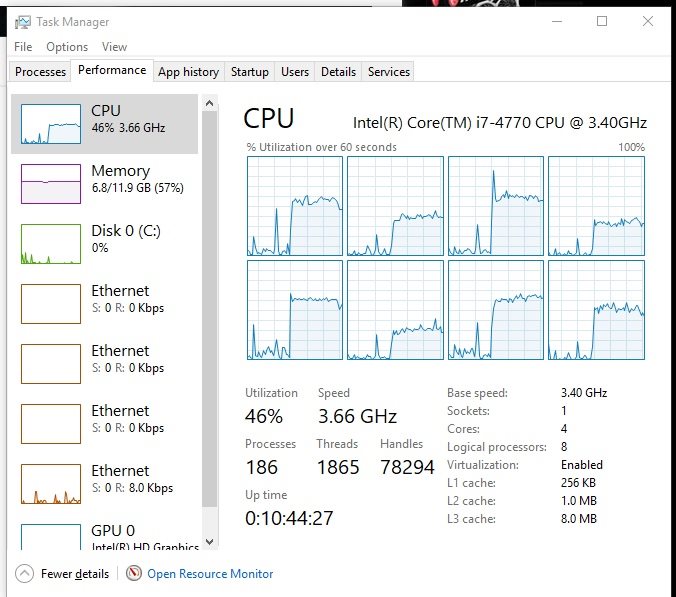 Task Manager
File Options View
Processes Performance App history Startup Users Details Services
CPU
46% 3.66 GHz
Memory
6.8/11.9 GB (57%)
Disk 0 (C:)
0%
Ethernet
S: 0 R: 0 Kbps
Ethernet
S: 0 R: 0 Kbps
Ethernet
S: 0 R: 0 Kbps
Ethernet
S: 0 R: 8.0 Kbps
GPU 0
Intel(R) HD Graphics
CPU Intel(R) Core(TM) i7-4770 CPU @ 3.40GHz
% Utilization over 60 seconds 100%
Utilization Speed
46% 3.66 GHz
Processes Threads Handles
186 1865 78294
Up time
0:10:44:27
Base speed: 3.40 GHz
Sockets: 1
Cores: 4
Logical processors: 8
Virtualization: Enabled
L1 cache: 256 KB
L2 cache: 1.0 MB
L3 cache: 8.0 MB
Fewer details Open Resource Monitor